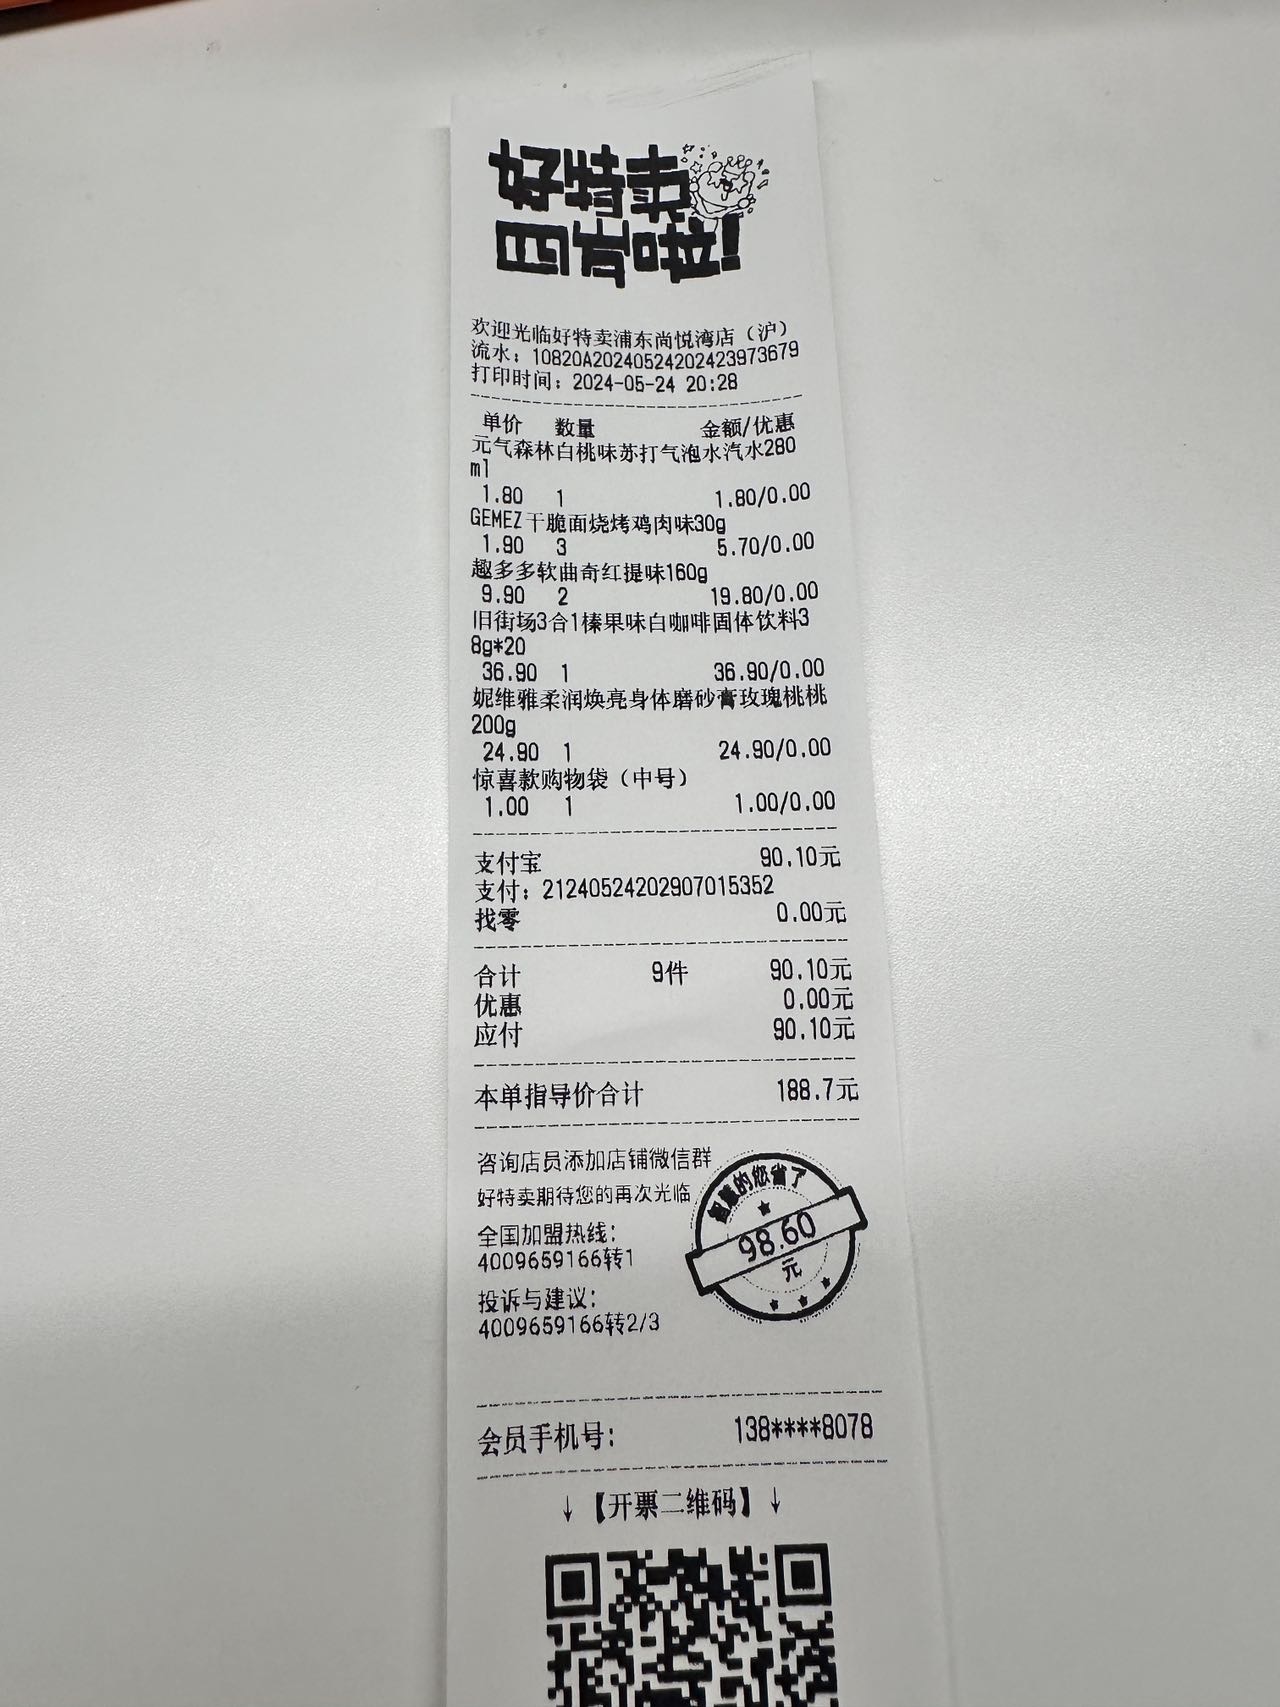 好特卖
目不哇!
欢迎光临好特卖浦东尚悦湾店（沪）
流水：10820A20240524202423973679
打印时间：2024-05-24 20:28
单价 数量 金额/优惠
元气森林白桃味苏打气泡水汽水280
ml
1.80 1 1.80/0.00
GEMEZ干脆面烧烤鸡肉味30g
1.90 3 5.70/0.00
趣多多软曲奇红提味160g
9.90 2 19.80/0.00
旧街场3合1榛果味白咖啡固体饮料3
8g*20
36.90 1 36.90/0.00
妮维雅柔润焕亮身体磨砂膏玫瑰桃桃
200g
24.90 1 24.90/0.00
惊喜款购物袋（中号）
1.00 1 1.00/0.00
支付宝 90.10元
支付：21240524202907015352
找零 0.00元
合计 9件 90.10元
优惠 0.00元
应付 90.10元
本单指导价合计 188.7元
咨询店员添加店铺微信群
好特卖期待您的再次光临
全国加盟热线：
4009659166转1
投诉与建议：
4009659166转2/3
的您省了
98.60
元
会员手机号： 138****8078
↓【开票二维码】↓